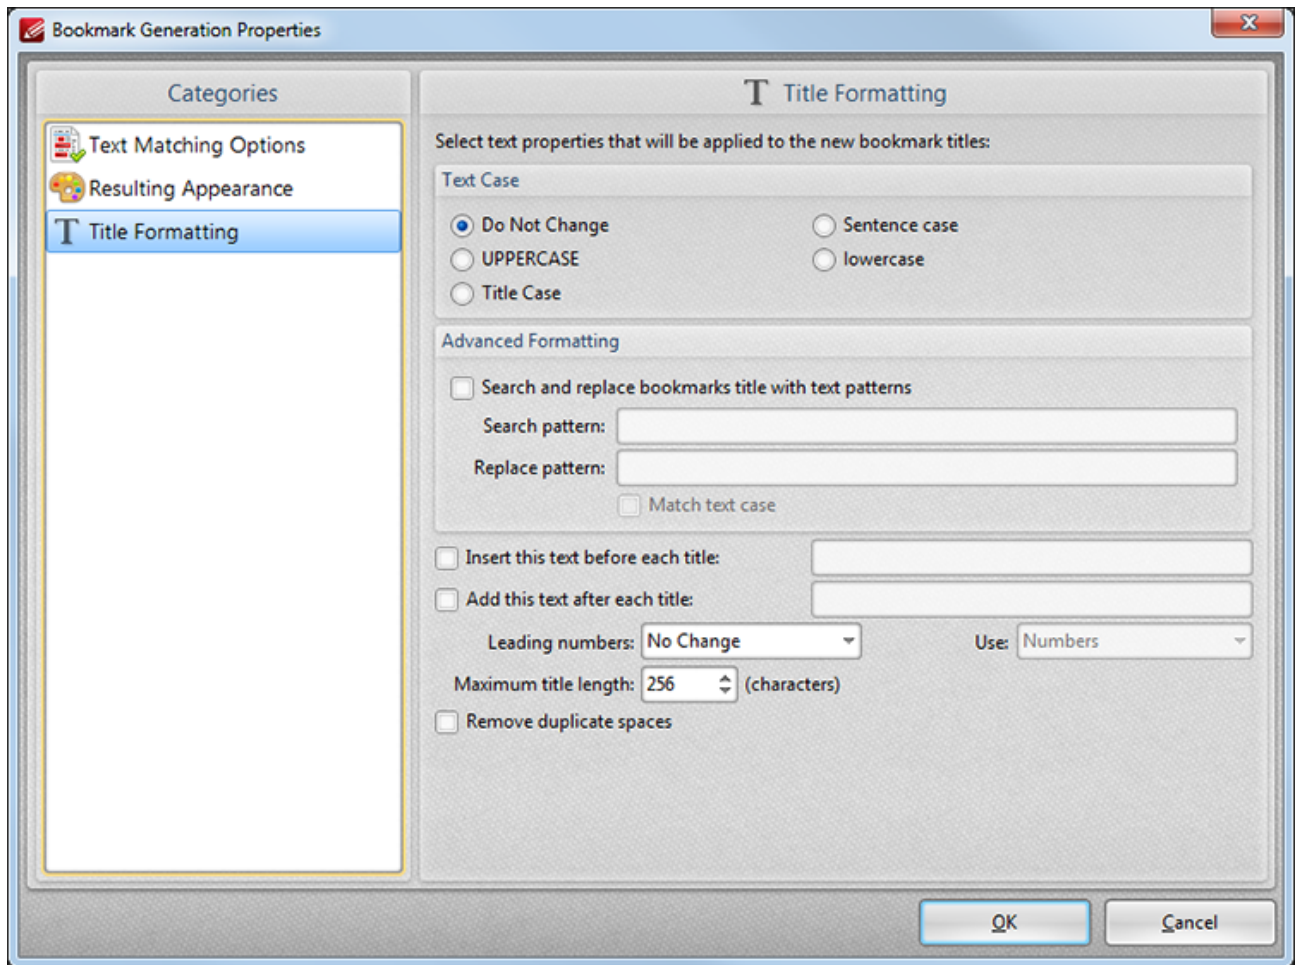 Bookmark Generation Properties
Categories
Text Matching Options
Resulting Appearance
Title Formatting
Title Formatting
Select text properties that will be applied to the new bookmark titles:
Text Case
Do Not Change
Sentence case
UPPERCASE
lowercase
Title Case
Advanced Formatting
Search and replace bookmarks title with text patterns
Search pattern:
Replace pattern:
Match text case
Insert this text before each title:
Add this text after each title:
Leading numbers: No Change Use: Numbers
Maximum title length: 256 (characters)
Remove duplicate spaces
OK Cancel